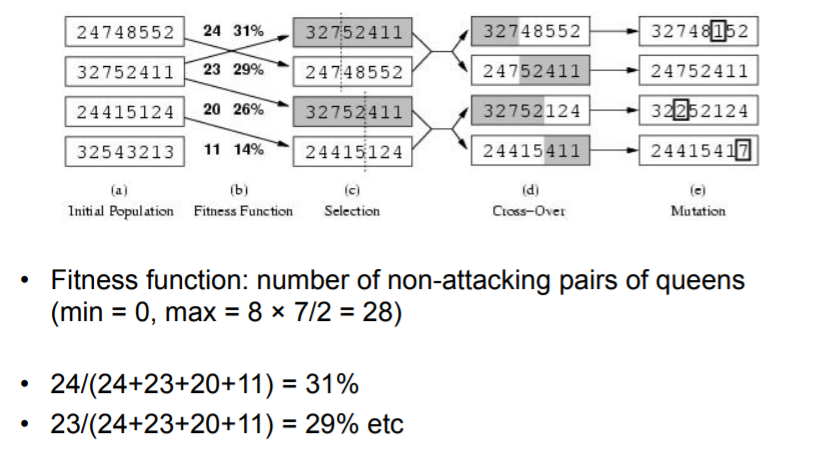 24748552 24 31% 32752411 32748552 32748152
32752411 23 29% 24748552 24752411 24752411
24415124 20 26% 32752411 32752124 32252124
32543213 11 14% 24415124 24415411 24415417
(a) (b) (c) (d) (e)
Initial Population Fitness Function Selection Cross-Over Mutation
• Fitness function: number of non-attacking pairs of queens
(min = 0, max = 8 × 7/2 = 28)
• 24/(24+23+20+11) = 31%
• 23/(24+23+20+11) = 29% etc